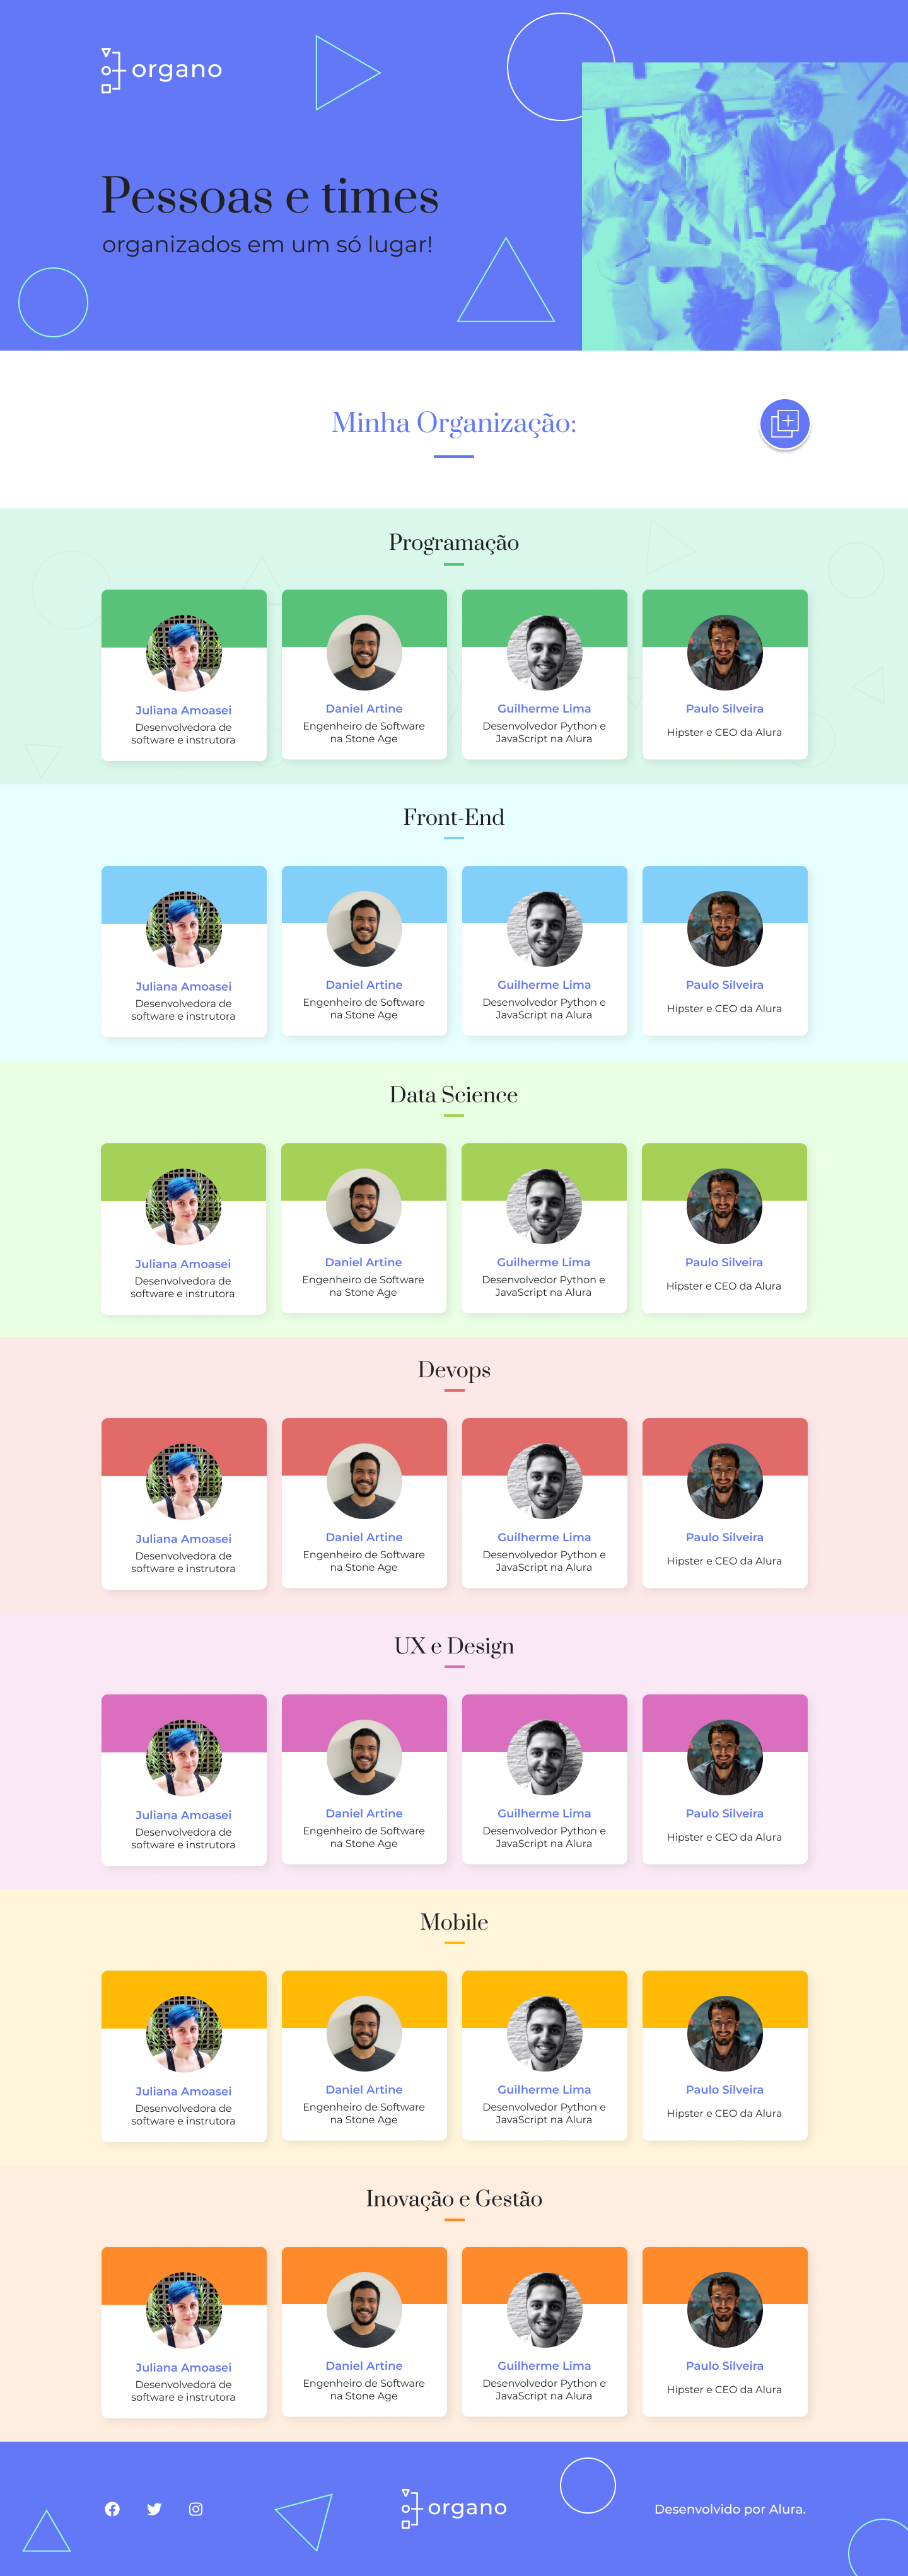 organo
Pessoas e times
organizados em um só lugar!
Minha Organização:
Programação
Juliana Amoasei
Desenvolvedora de
software e instrutora
Daniel Artine
Engenheiro de Software
na Stone Age
Guilherme Lima
Desenvolvedor Python e
JavaScript na Alura
Paulo Silveira
Hipster e CEO da Alura
Front-End
Juliana Amoasei
Desenvolvedora de
software e instrutora
Daniel Artine
Engenheiro de Software
na Stone Age
Guilherme Lima
Desenvolvedor Python e
JavaScript na Alura
Paulo Silveira
Hipster e CEO da Alura
Data Science
Juliana Amoasei
Desenvolvedora de
software e instrutora
Daniel Artine
Engenheiro de Software
na Stone Age
Guilherme Lima
Desenvolvedor Python e
JavaScript na Alura
Paulo Silveira
Hipster e CEO da Alura
Devops
Juliana Amoasei
Desenvolvedora de
software e instrutora
Daniel Artine
Engenheiro de Software
na Stone Age
Guilherme Lima
Desenvolvedor Python e
JavaScript na Alura
Paulo Silveira
Hipster e CEO da Alura
UX e Design
Juliana Amoasei
Desenvolvedora de
software e instrutora
Daniel Artine
Engenheiro de Software
na Stone Age
Guilherme Lima
Desenvolvedor Python e
JavaScript na Alura
Paulo Silveira
Hipster e CEO da Alura
Mobile
Juliana Amoasei
Desenvolvedora de
software e instrutora
Daniel Artine
Engenheiro de Software
na Stone Age
Guilherme Lima
Desenvolvedor Python e
JavaScript na Alura
Paulo Silveira
Hipster e CEO da Alura
Inovação e Gestão
Juliana Amoasei
Desenvolvedora de
software e instrutora
Daniel Artine
Engenheiro de Software
na Stone Age
Guilherme Lima
Desenvolvedor Python e
JavaScript na Alura
Paulo Silveira
Hipster e CEO da Alura
organo
Desenvolvido por Alura.